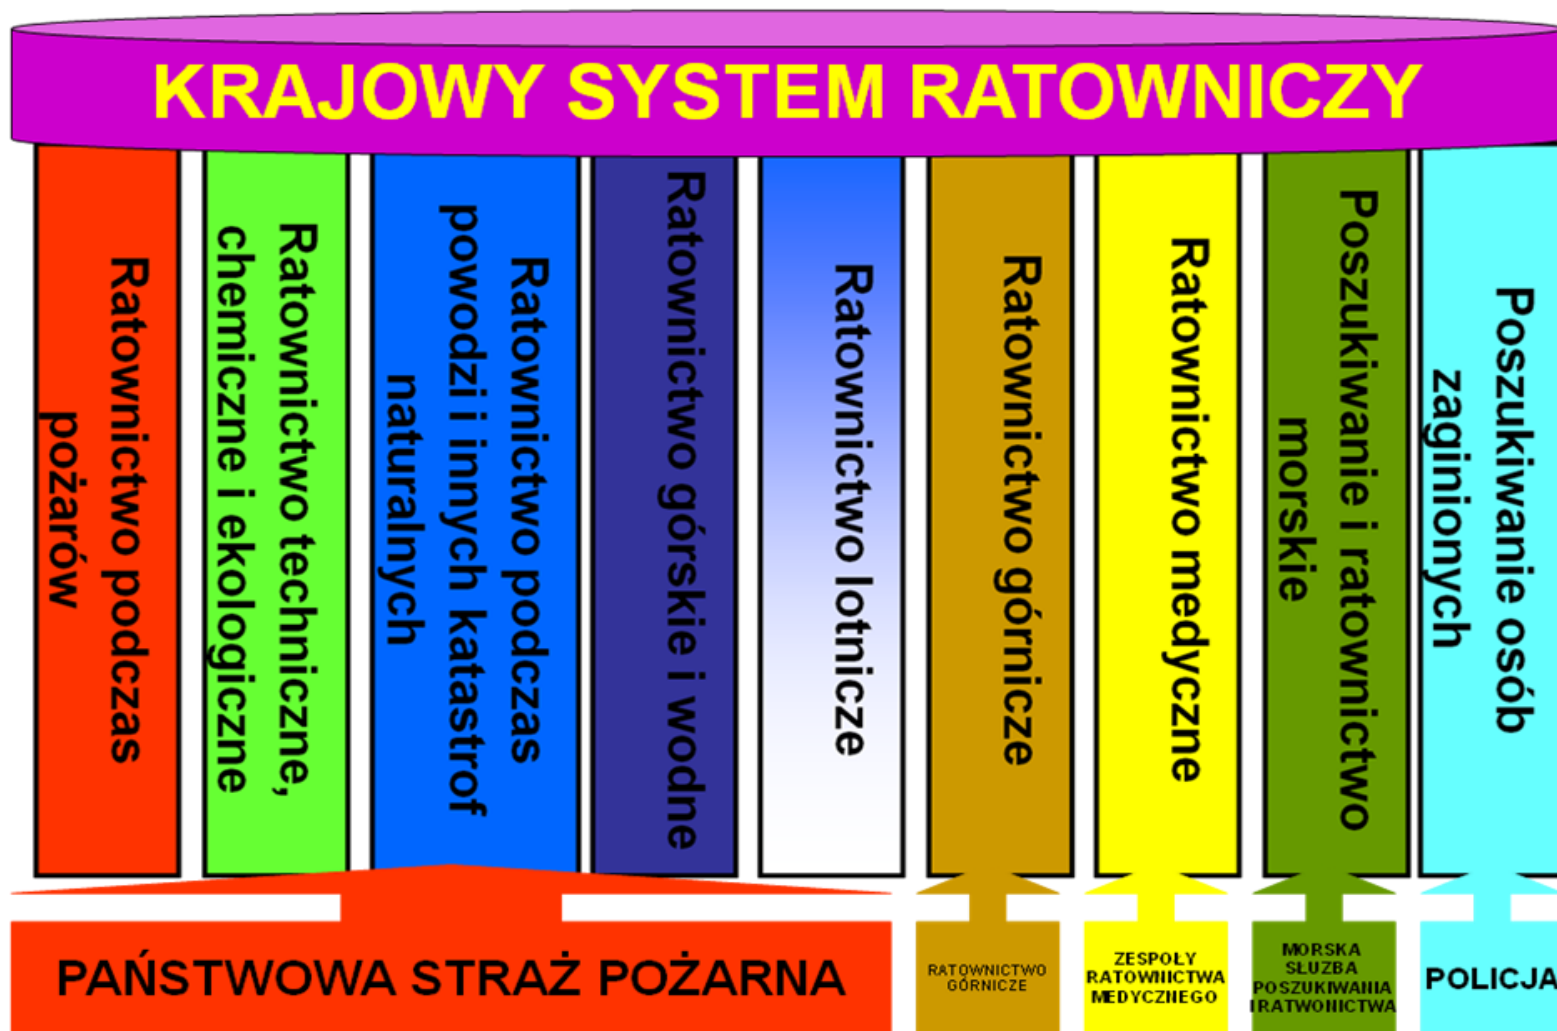 KRAJOWY SYSTEM RATOWNICZY
Ratownictwo podczas
pożarów
Ratownictwo techniczne,
chemiczne i ekologiczne
Ratownictwo podczas
powodzi i innych katastrof
naturalnych
Ratownictwo górskie i wodne
Ratownictwo lotnicze
Ratownictwo górnicze
Ratownictwo medyczne
Poszukiwanie i ratownictwo
morskie
Poszukiwanie osób
zaginionych
PAŃSTWOWA STRAŻ POŻARNA
RATOWNICTWO
GÓRNICZE
ZESPOŁY
RATOWNICTWA
MEDYCZNEGO
MORSKA
SŁUZBA
POSZUKIWANIA
I RATWONICTWA
POLICJA